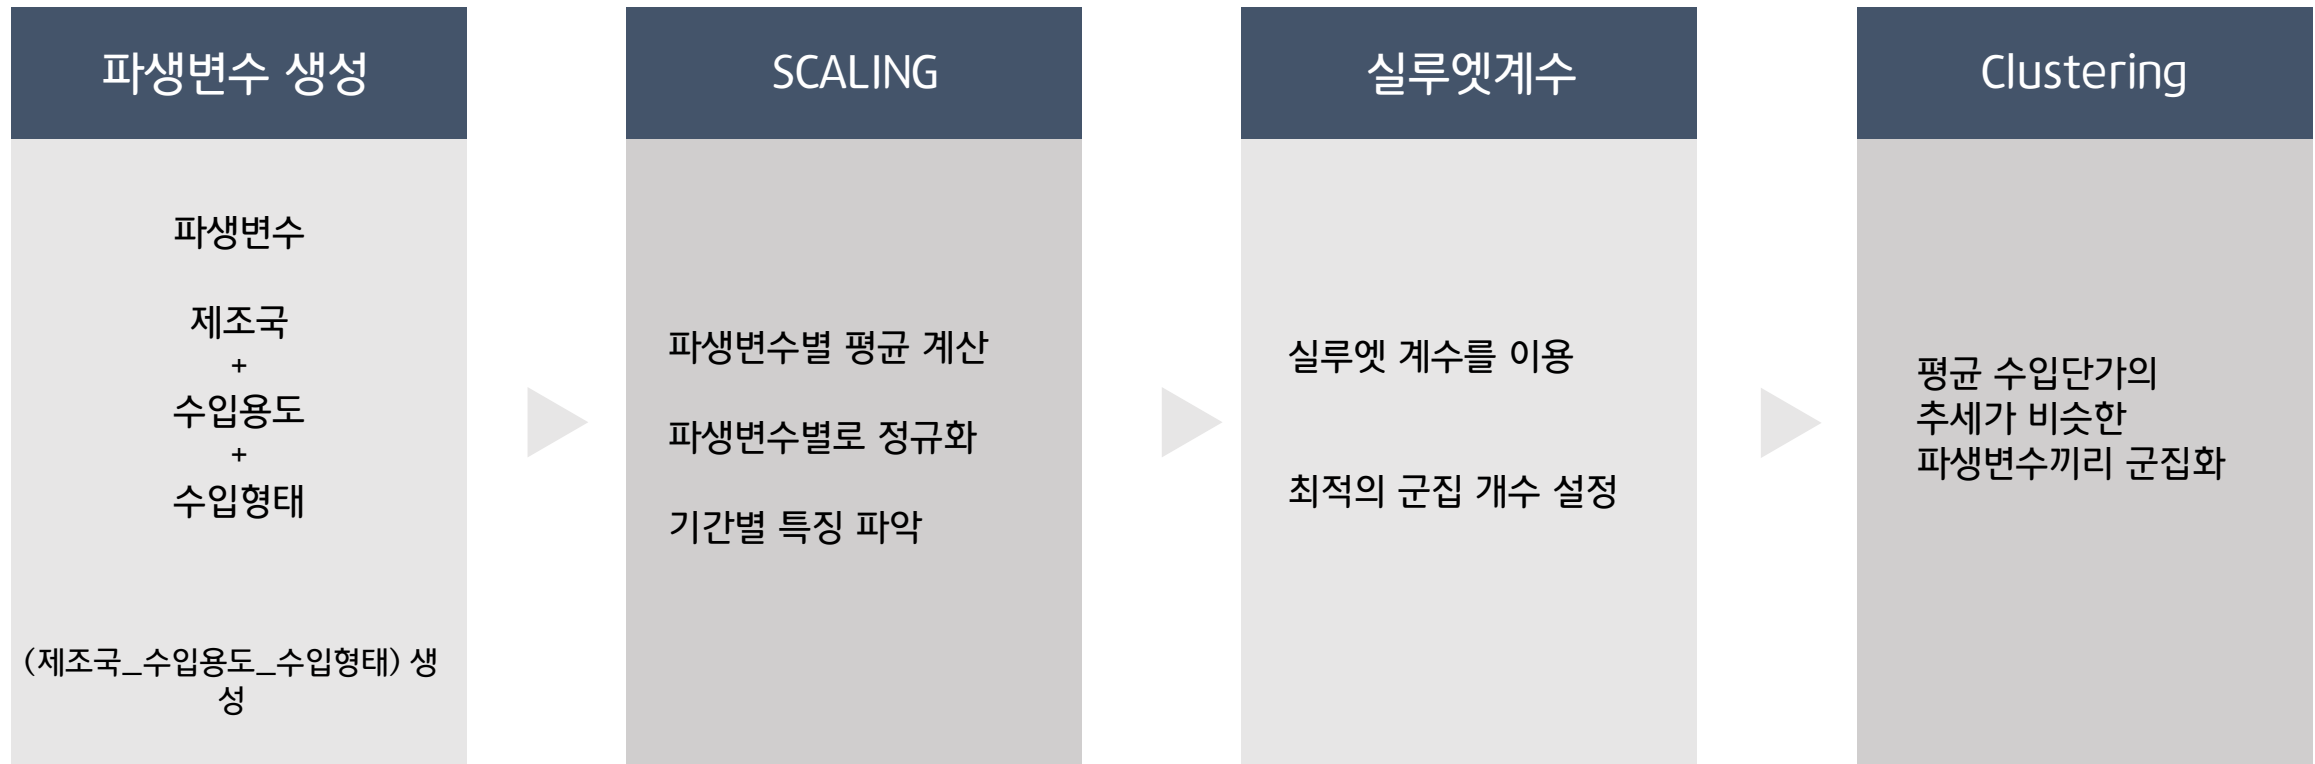 파생변수 생성
파생변수
제조국
+
수입용도
+
수입형태
(제조국_수입용도_수입형태) 생
성
SCALING
파생변수별 평균 계산
파생변수별로 정규화
기간별 특징 파악
실루엣계수
실루엣 계수를 이용
최적의 군집 개수 설정
Clustering
평균 수입단가의
추세가 비슷한
파생변수끼리 군집화